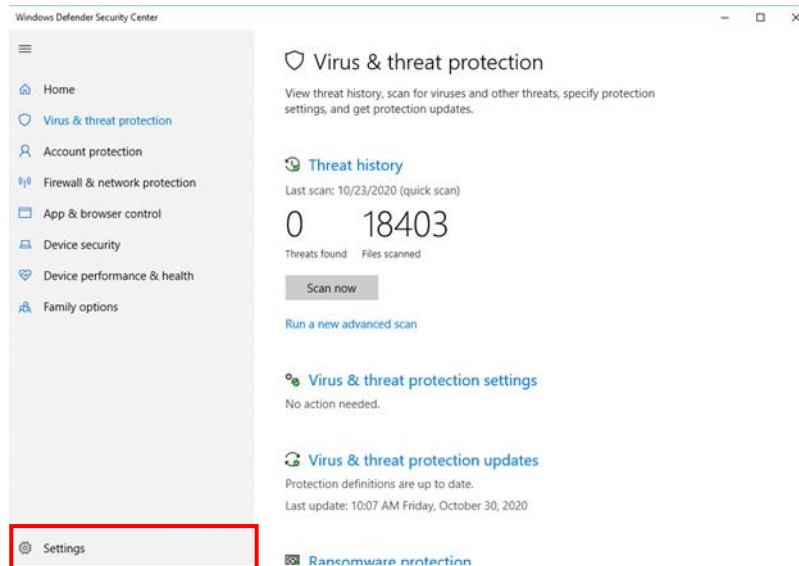 Windows Defender Security Center
Home
Virus & threat protection
Account protection
Firewall & network protection
App & browser control
Device security
Device performance & health
Family options
Settings
Virus & threat protection
View threat history, scan for viruses and other threats, specify protection
settings, and get protection updates.
Threat history
Last scan: 10/23/2020 (quick scan)
0 18403
Threats found Files scanned
Scan now
Run a new advanced scan
Virus & threat protection settings
No action needed.
Virus & threat protection updates
Protection definitions are up to date.
Last update: 10:07 AM Friday, October 30, 2020
Ransomware protection